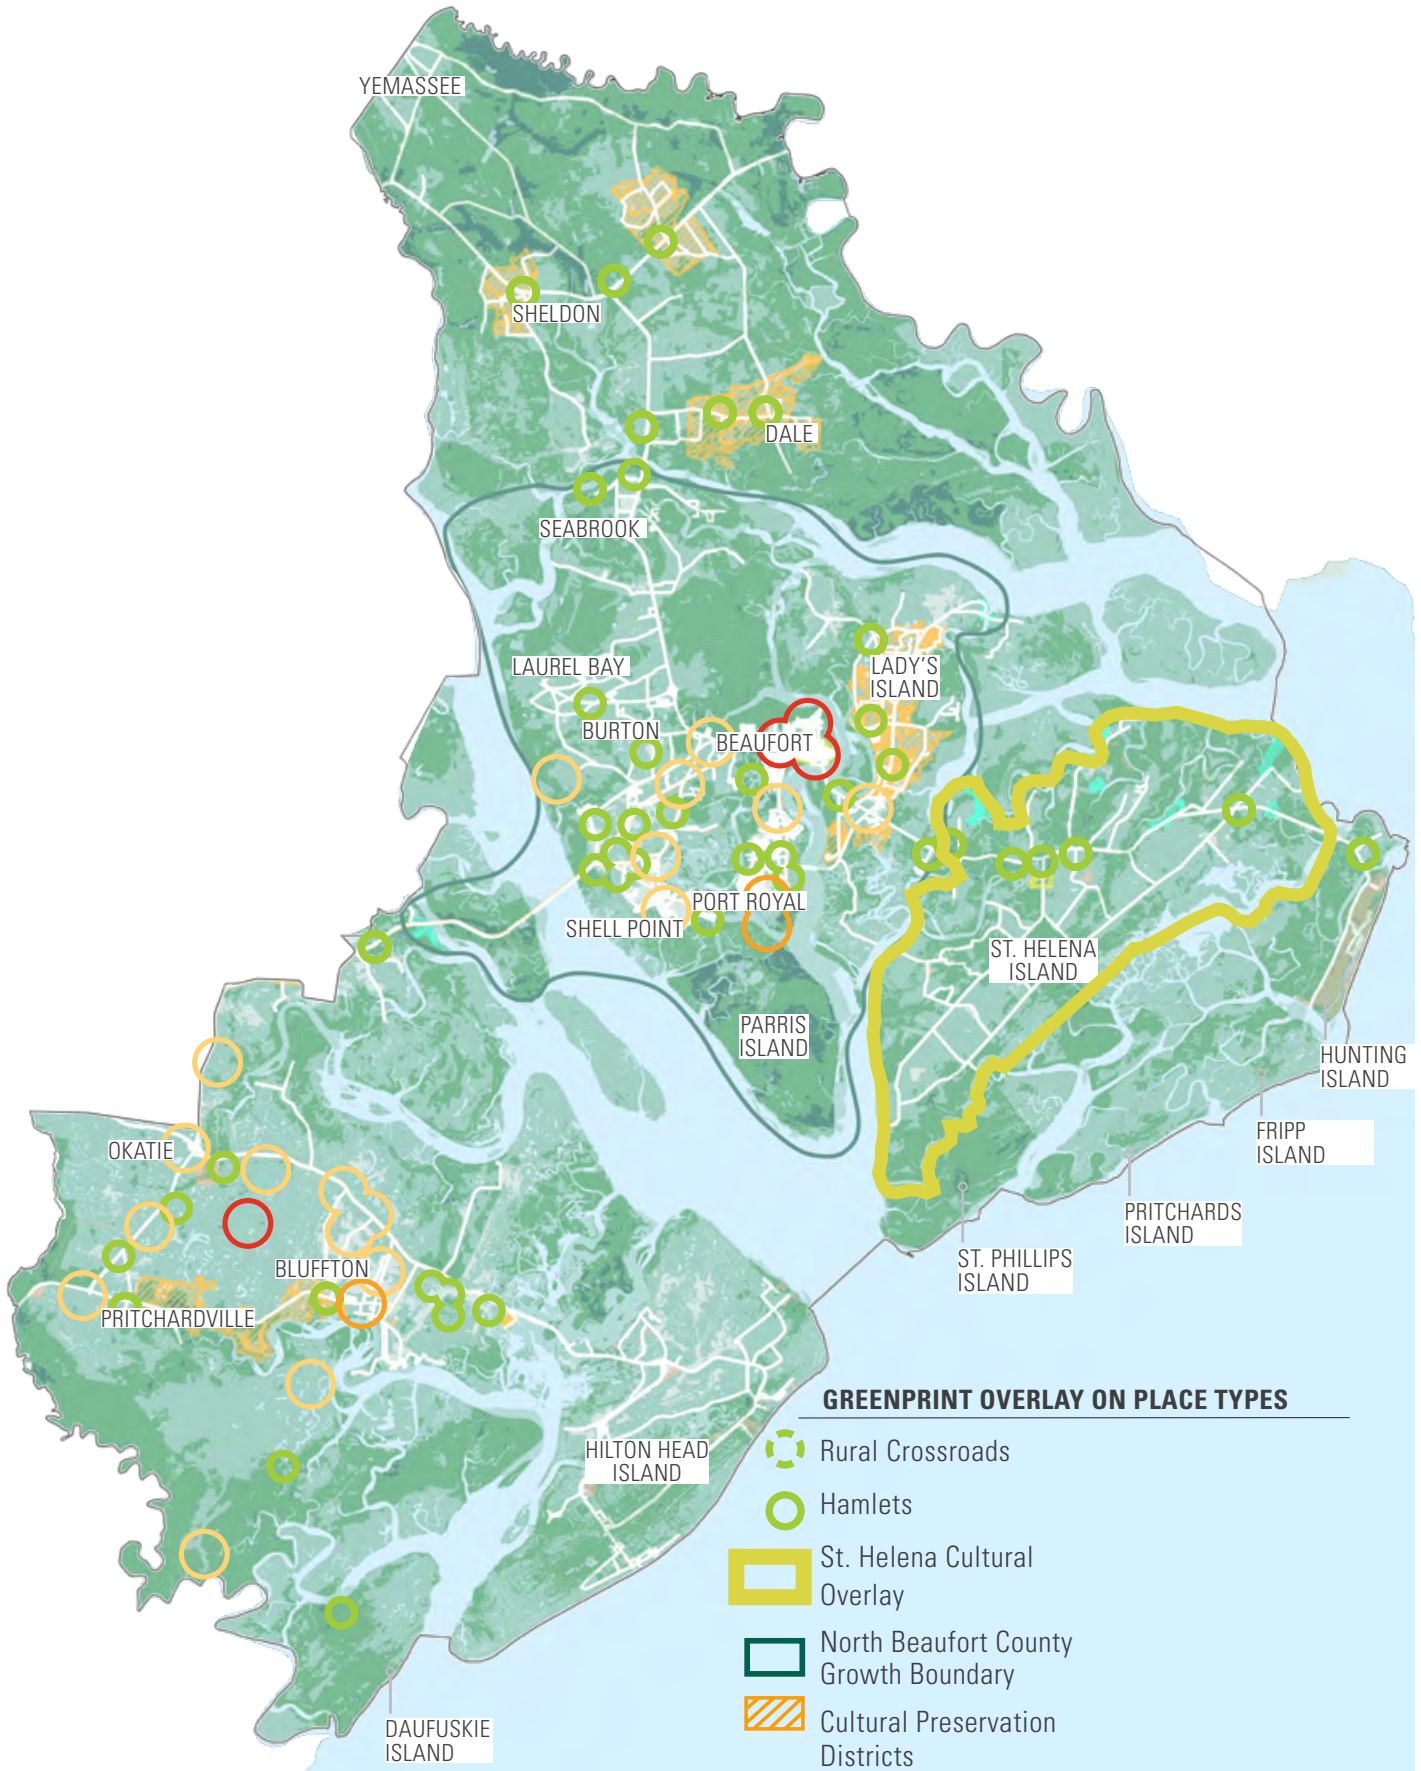 YEMASSEE
SHELDON
DALE
SEABROOK
LAUREL BAY
LADY'S
ISLAND
BURTON
BEAUFORT
PORT ROYAL
SHELL POINT
ST. HELENA
ISLAND
PARRIS
ISLAND
HUNTING
ISLAND
FRIPP
ISLAND
OKATIE
PRITCHARDS
ISLAND
ST. PHILLIPS
ISLAND
BLUFFTON
PRITCHARDVILLE
HILTON HEAD
ISLAND
DAUFUSKIE
ISLAND
GREENPRINT OVERLAY ON PLACE TYPES
Rural Crossroads
Hamlets
St. Helena Cultural
Overlay
North Beaufort County
Growth Boundary
Cultural Preservation
Districts